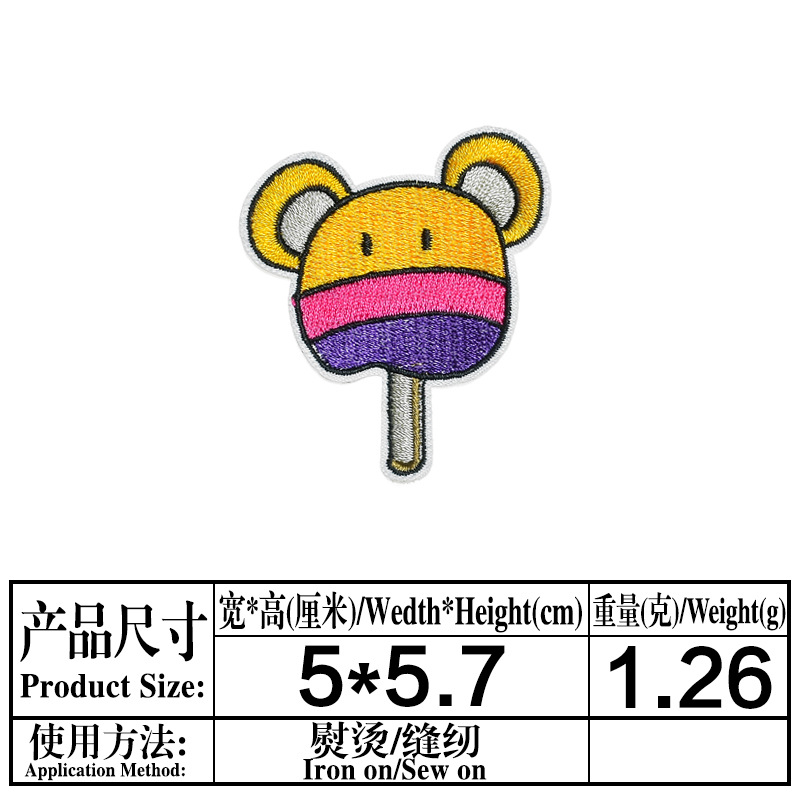 产品尺寸
Product Size:
宽*高(厘米)/Wedth*Height(cm)
重量(克)/Weight(g)
5*5.7
1.26
使用方法:
Application Method:
熨烫/缝纫
Iron on/Sew on